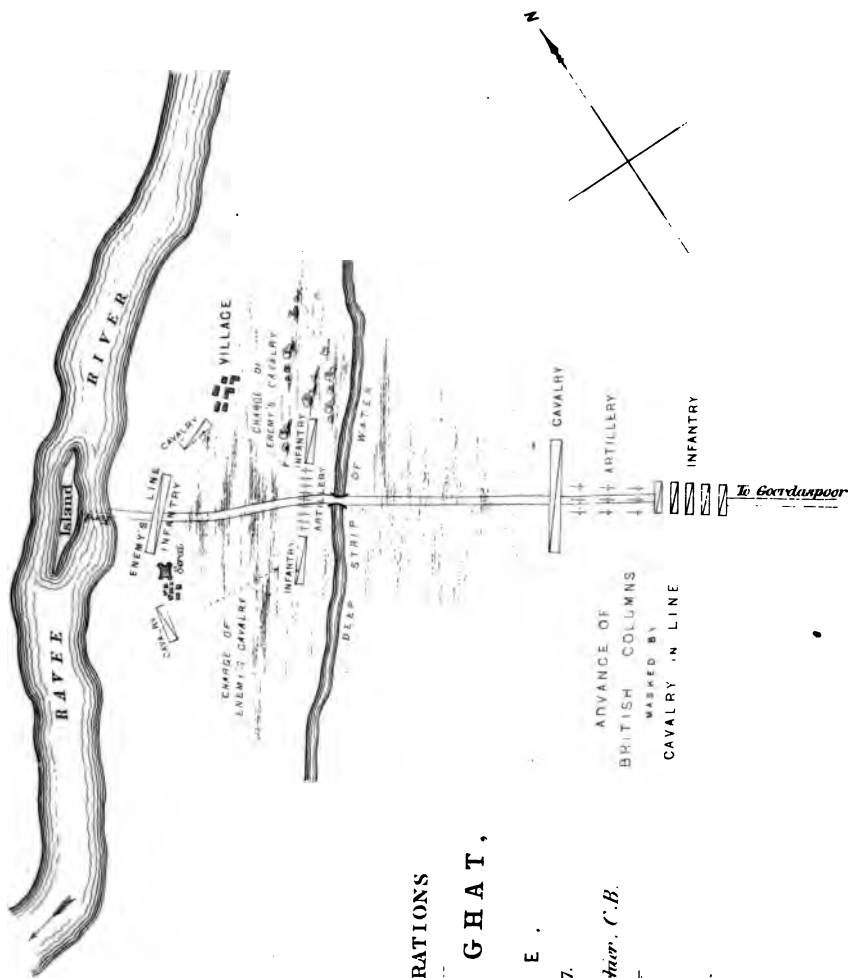 N
RAVEE RIVER
Island
ENEMY'S LINE
INFANTRY
Serai
CAVALRY
CAVALRY
VILLAGE
CHARGE OF
ENEMY'S CAVALRY
CHARGE OF
ENEMY'S CAVALRY
INFANTRY
ARTILLERY
INFANTRY
DEEP STRIP OF WATER
CAVALRY
ARTILLERY
INFANTRY
To Goordaspoor
ADVANCE OF
BRITISH COLUMNS
MASKED BY
CAVALRY IN LINE
RATIONS
GHAT,
E.
7.
C.B.